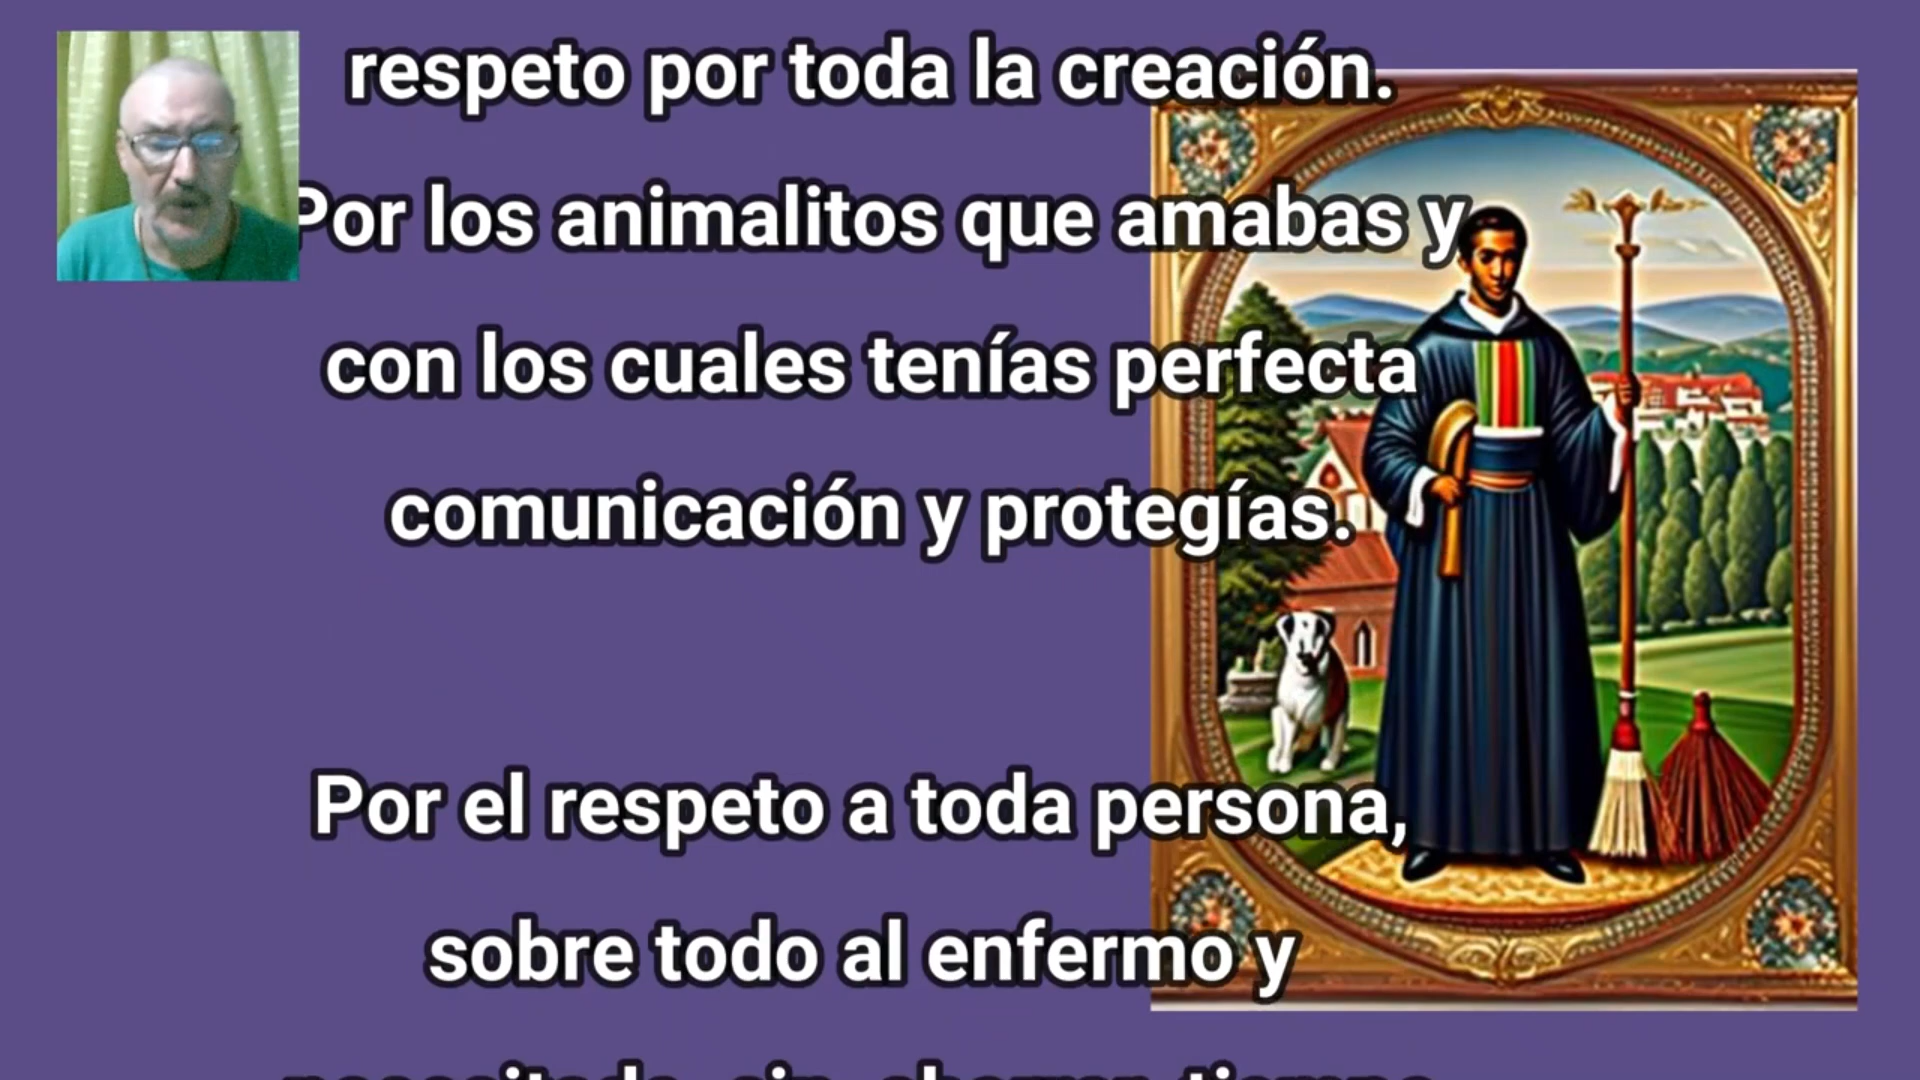 respeto por toda la creación.
Por los animalitos que amabas y
con los cuales tenías perfecta
comunicación y protegías.
Por el respeto a toda persona,
sobre todo al enfermo y